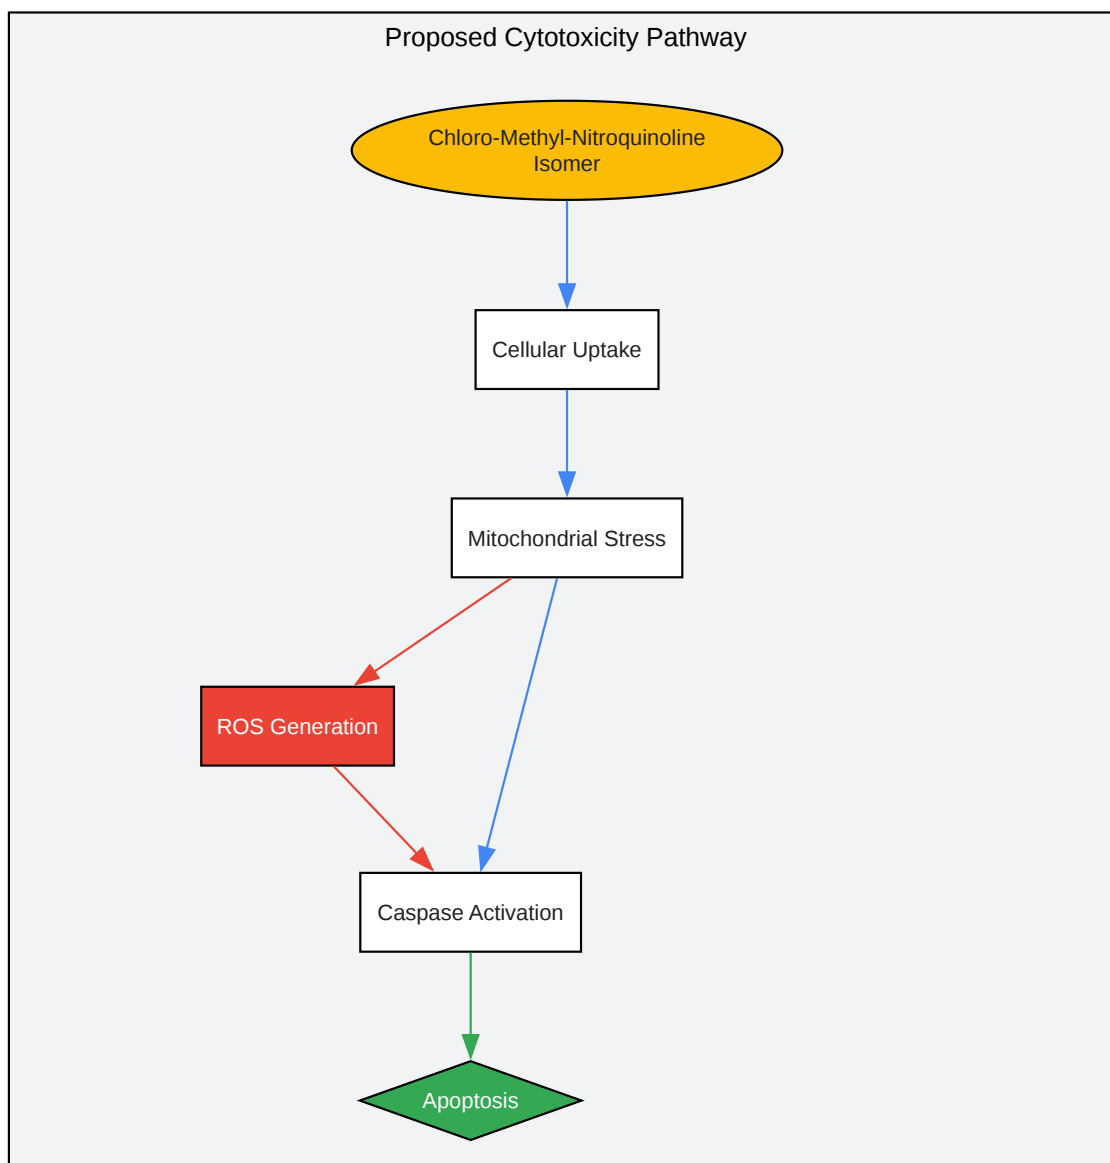 Proposed Cytotoxicity Pathway
Chloro-Methyl-Nitroquinoline
Isomer
Cellular Uptake
Mitochondrial Stress
ROS Generation
Caspase Activation
Apoptosis